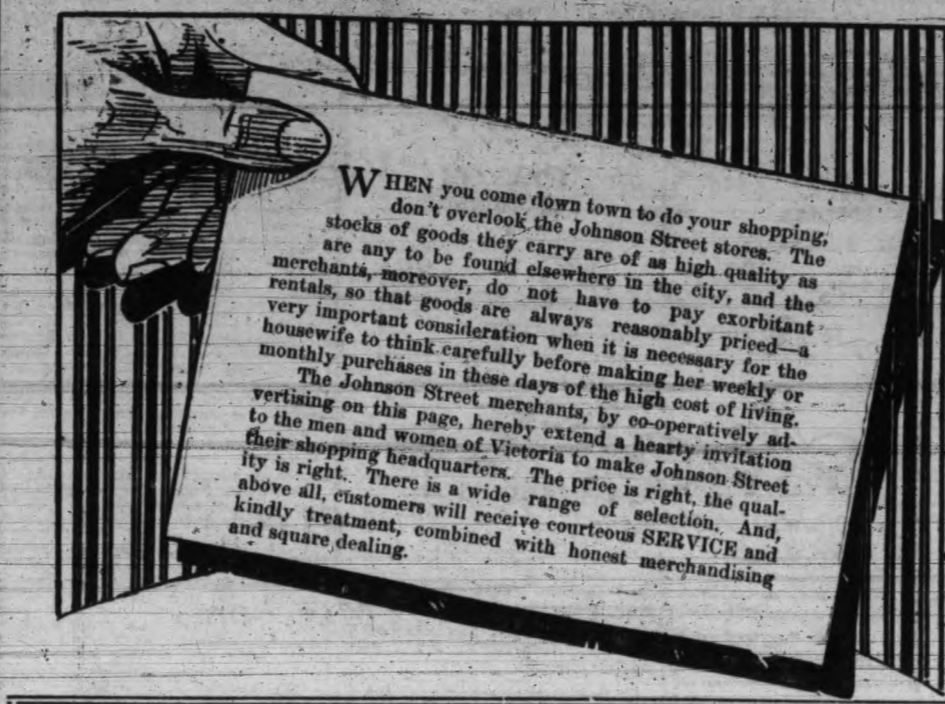 WHEN you come down town to do your shopping,
don't overlook the Johnson Street stores. The
stocks of goods they carry are of as high quality as
are any to be found elsewhere in the city, and the
merchants, moreover, do not have to pay exorbitant
rentals, so that goods are always reasonably priced—a
very important consideration when it is necessary for the
housewife to think carefully before making her weekly or
monthly purchases in these days of the high cost of living.
The Johnson Street merchants, by co-operatively ad-
vertising on this page, hereby extend a hearty invitation
to the men and women of Victoria to make Johnson Street
their shopping headquarters. The price is right, the qual-
ity is right. There is a wide range of selection. And,
above all, customers will receive courteous SERVICE and
kindly treatment, combined with honest merchandising
and square dealing.